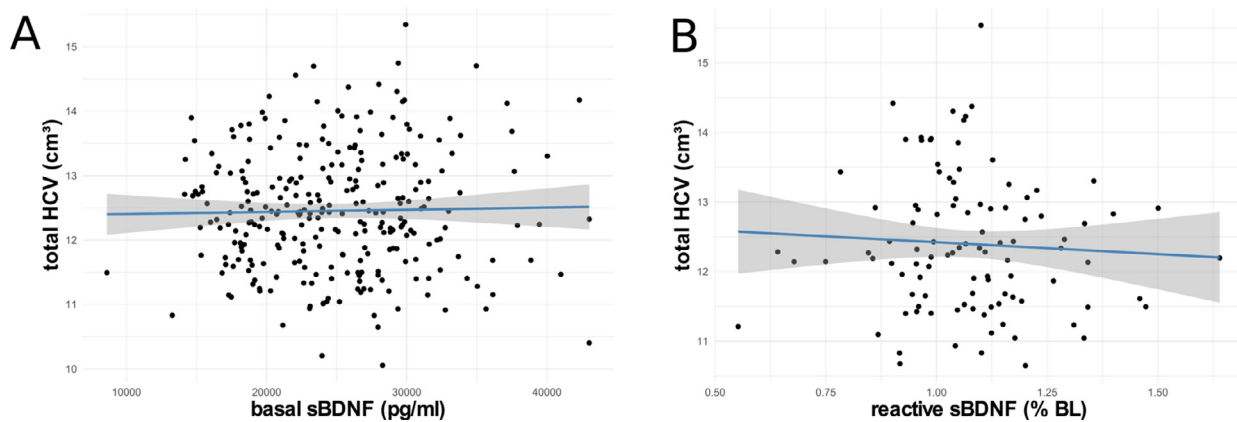 A
total HCV (cm³)
15
14
13
12
11
10
10000 20000 30000 40000
basal sBDNF (pg/ml)
B
total HCV (cm³)
15
14
13
12
11
0.50 0.75 1.00 1.25 1.50
reactive sBDNF (% BL)